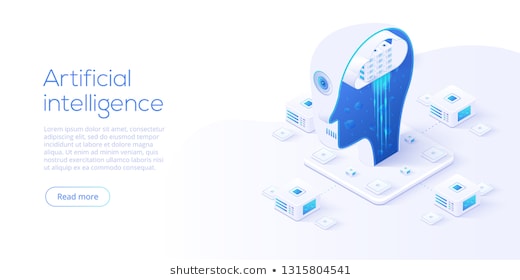 Artificial
intelligence
Lorem ipsum dolor sit amet,
consectetur adipiscing elit, sed do
eiusmod tempor incididunt ut
labore et dolore magna aliqua. Ut
enim ad minim veniam, quis nostrud
exercitation ullamco laboris nisi ut
aliquip ex ea commodo consequat.
Read more
shutterstock.com • 1315804541